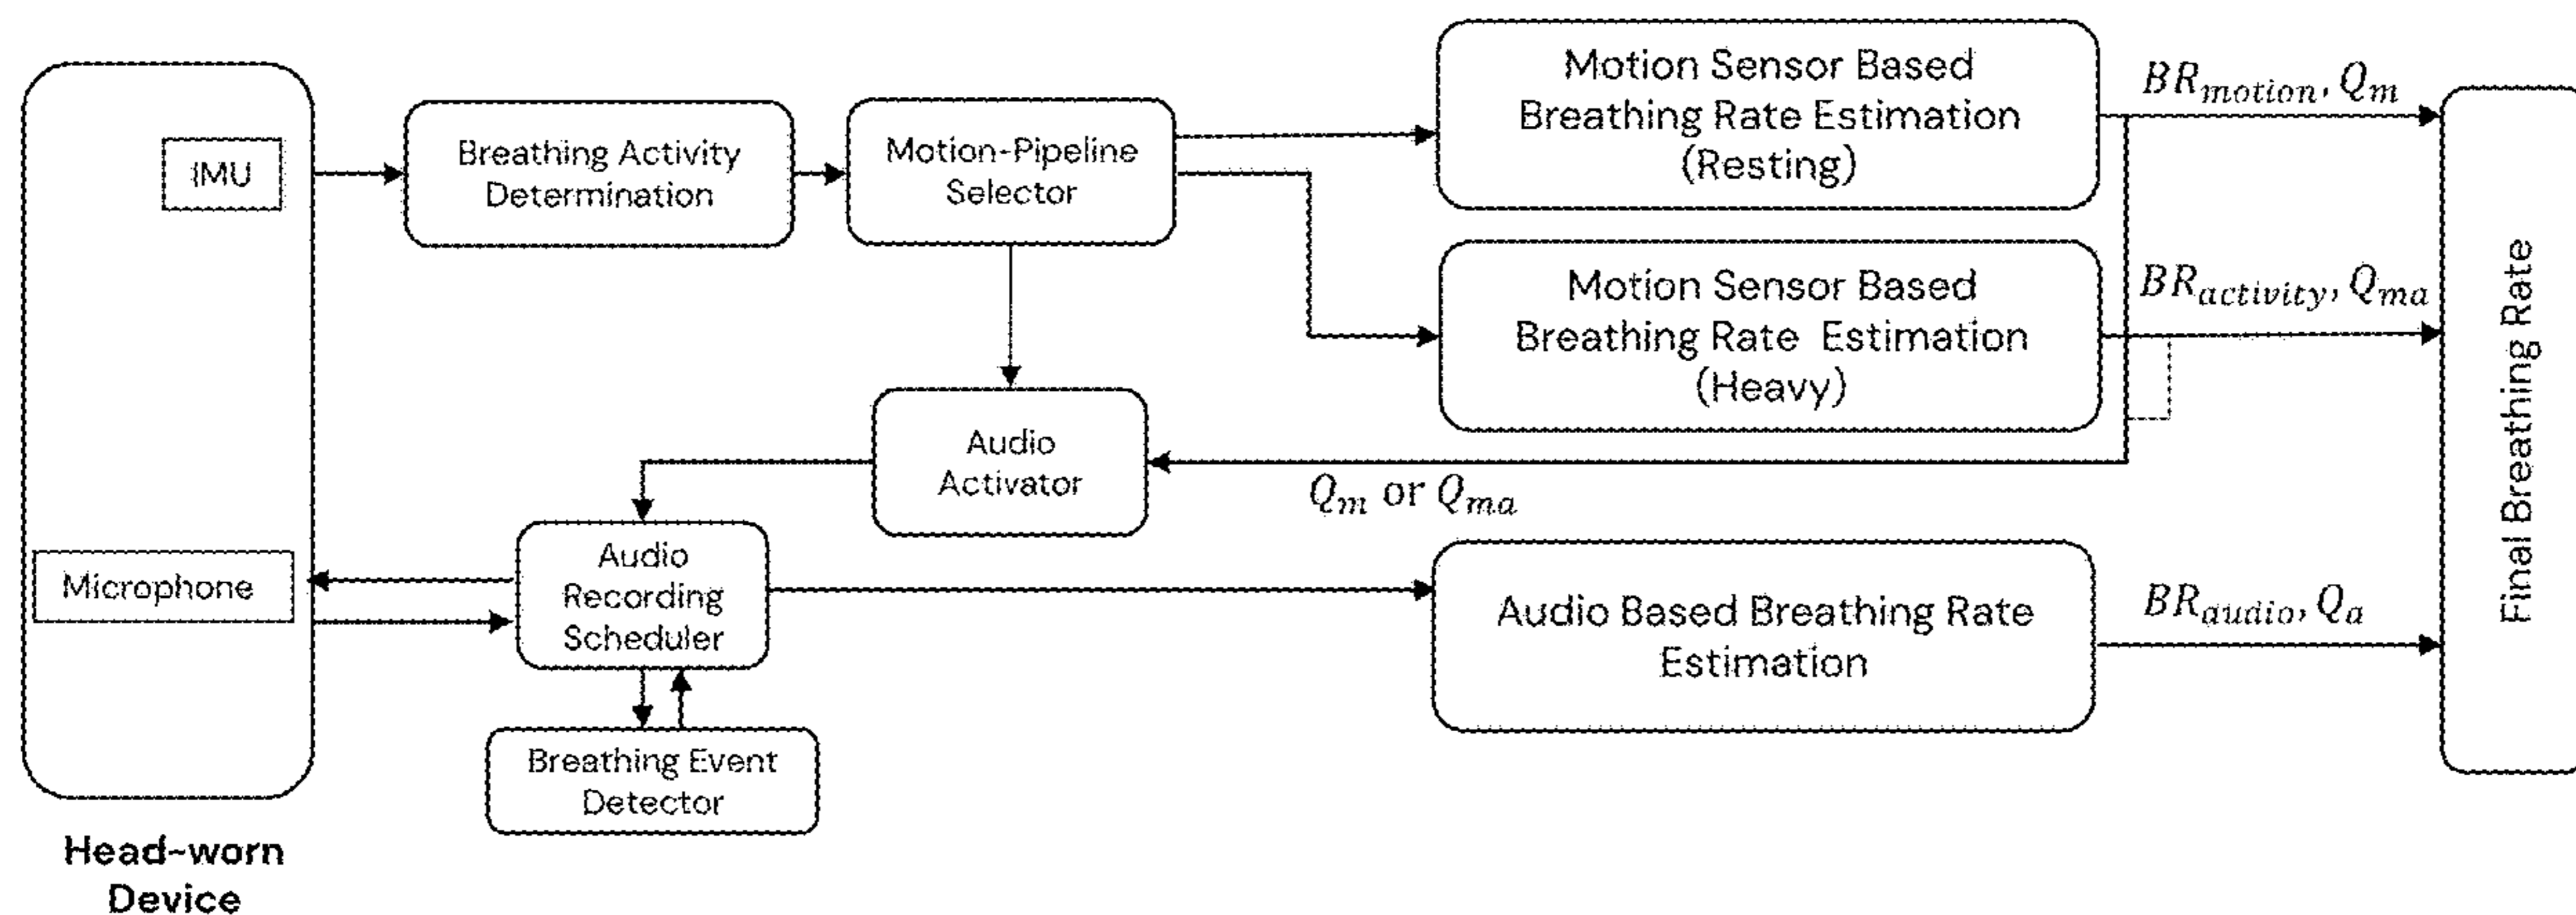 IMU
Breathing Activity
Determination
Motion-Pipeline
Selector
Motion Sensor Based
Breathing Rate Estimation
(Resting)
BR_motion, Q_m
Motion Sensor Based
Breathing Rate Estimation
(Heavy)
BR_activity, Q_ma
Final Breathing Rate
Audio
Activator
Q_m or Q_ma
Microphone
Audio
Recording
Scheduler
Audio Based Breathing Rate
Estimation
BR_audio, Q_a
Breathing Event
Detector
Head-worn
Device